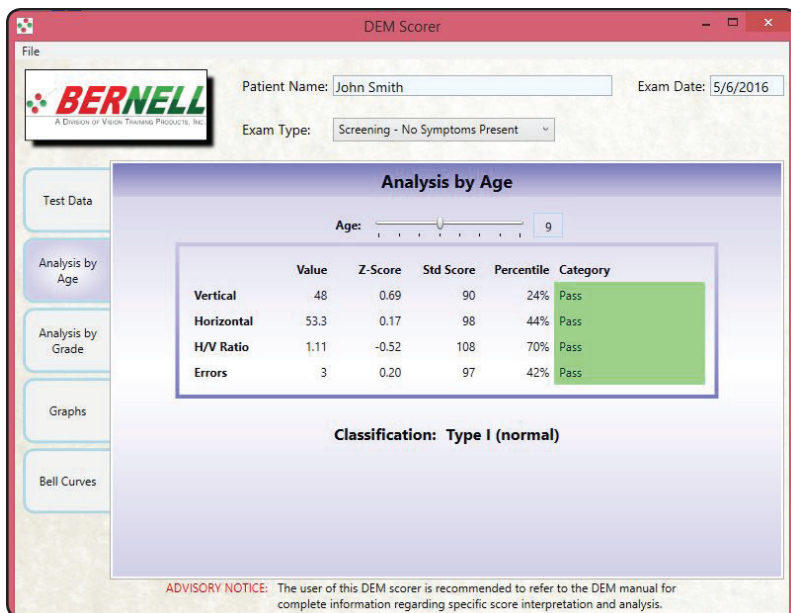 DEM Scorer
File
BERNELL
A DIVISION OF VISION TRAINING PRODUCTS, INC.
Patient Name: John Smith
Exam Date: 5/6/2016
Exam Type: Screening - No Symptoms Present
Test Data
Analysis by
Age
Analysis by
Grade
Graphs
Bell Curves
Analysis by Age
Age: 9
Value Z-Score Std Score Percentile Category
Vertical 48 0.69 90 24% Pass
Horizontal 53.3 0.17 98 44% Pass
H/V Ratio 1.11 -0.52 108 70% Pass
Errors 3 0.20 97 42% Pass
Classification: Type I (normal)
ADVISORY NOTICE: The user of this DEM scorer is recommended to refer to the DEM manual for
complete information regarding specific score interpretation and analysis.